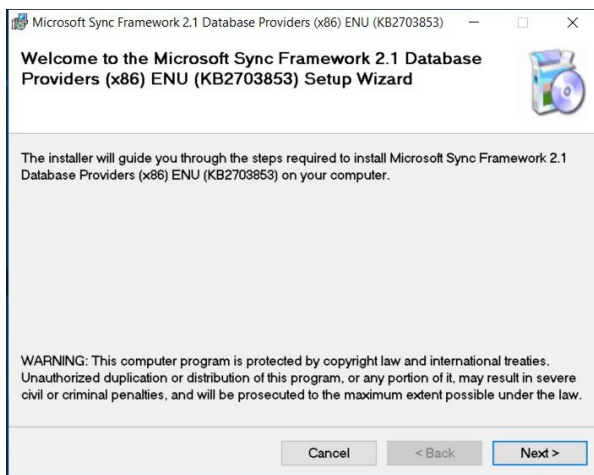 Microsoft Sync Framework 2.1 Database Providers (x86) ENU (KB2703853)
Welcome to the Microsoft Sync Framework 2.1 Database
Providers (x86) ENU (KB2703853) Setup Wizard
The installer will guide you through the steps required to install Microsoft Sync Framework 2.1
Database Providers (x86) ENU (KB2703853) on your computer.
WARNING: This computer program is protected by copyright law and international treaties.
Unauthorized duplication or distribution of this program, or any portion of it, may result in severe
civil or criminal penalties, and will be prosecuted to the maximum extent possible under the law.
Cancel < Back Next >